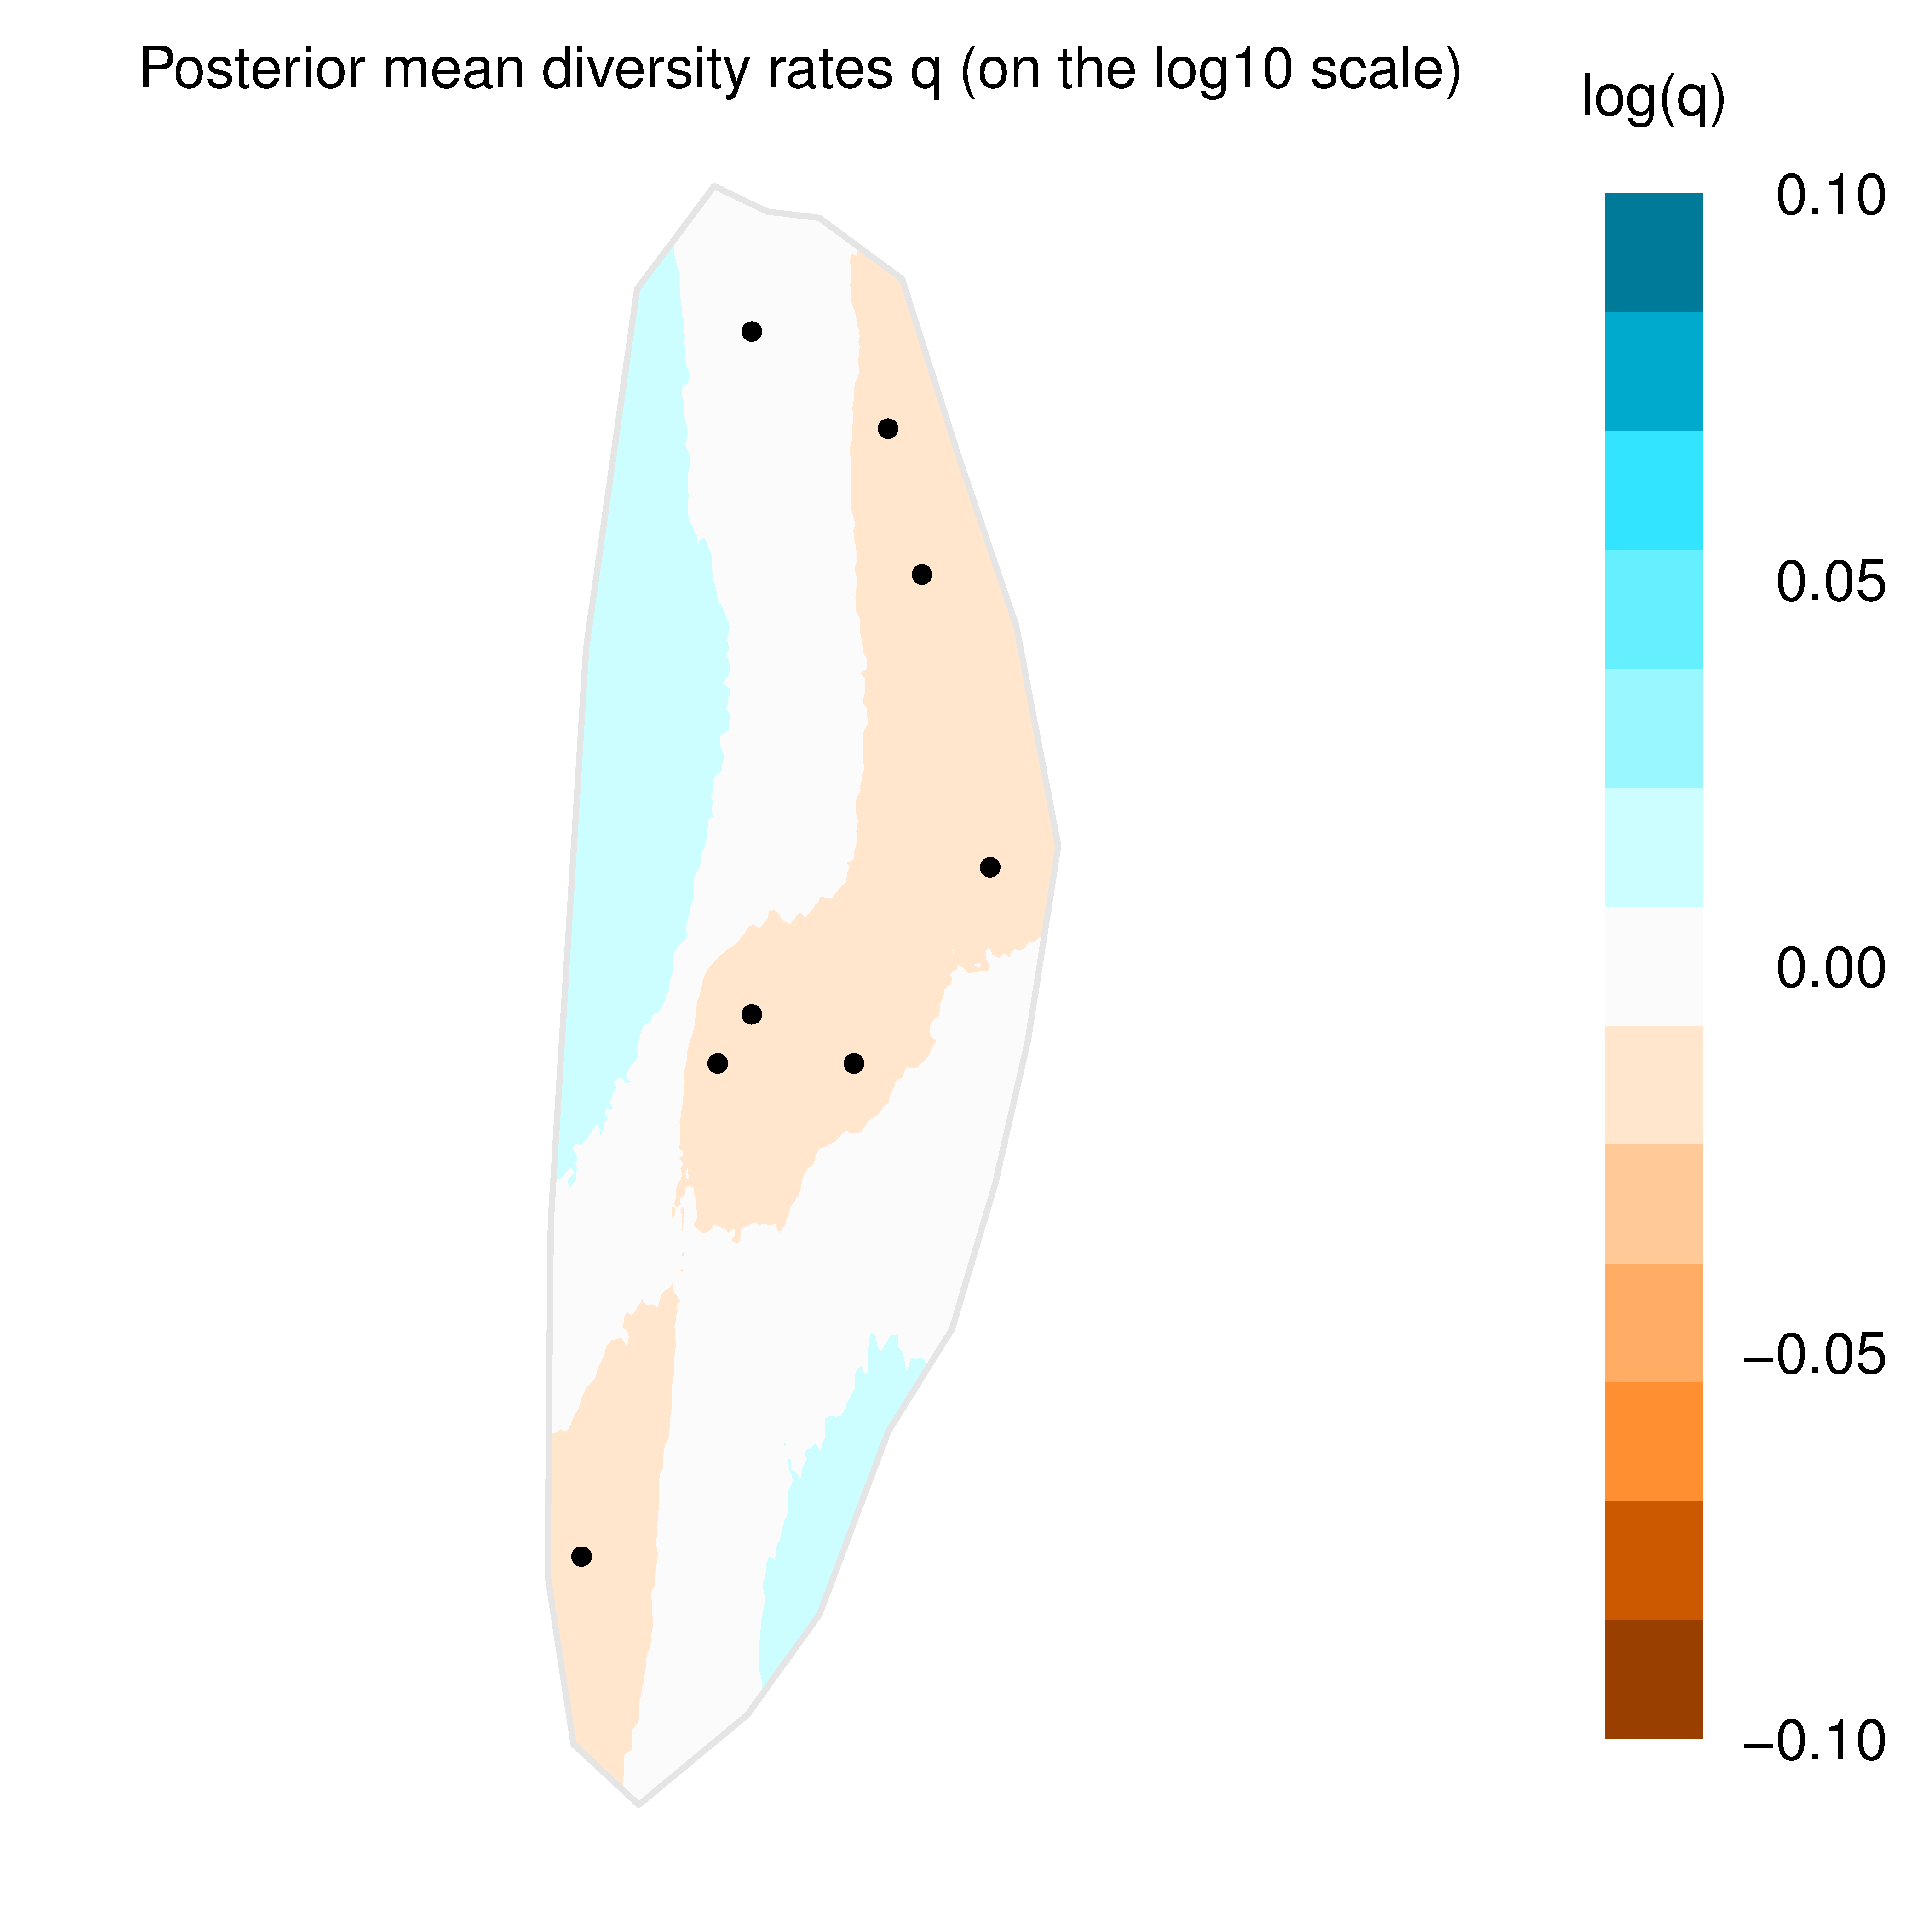 Posterior mean diversity rates q (on the log10 scale)
log(q)
0.10
0.05
0.00
−0.05
−0.10